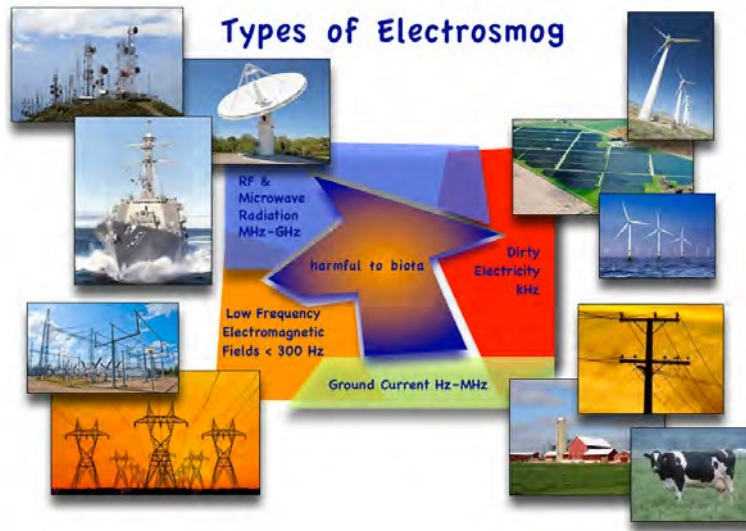 Types of Electrosmog
RF &
Microwave
Radiation
MHz-GHz
harmful to biota
Dirty
Electricity
kHz
Low Frequency
Electromagnetic
Fields < 300 Hz
Ground Current Hz-MHz